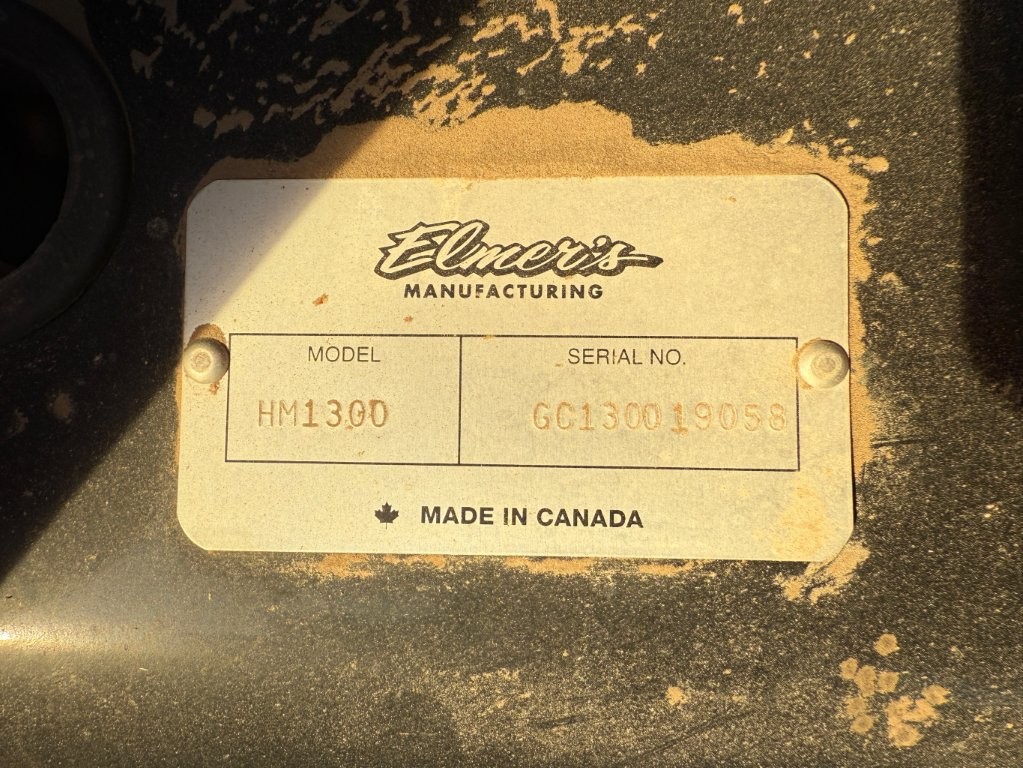 Elmer's
MANUFACTURING
MODEL
SERIAL NO.
HM1300
GC130019058
MADE IN CANADA